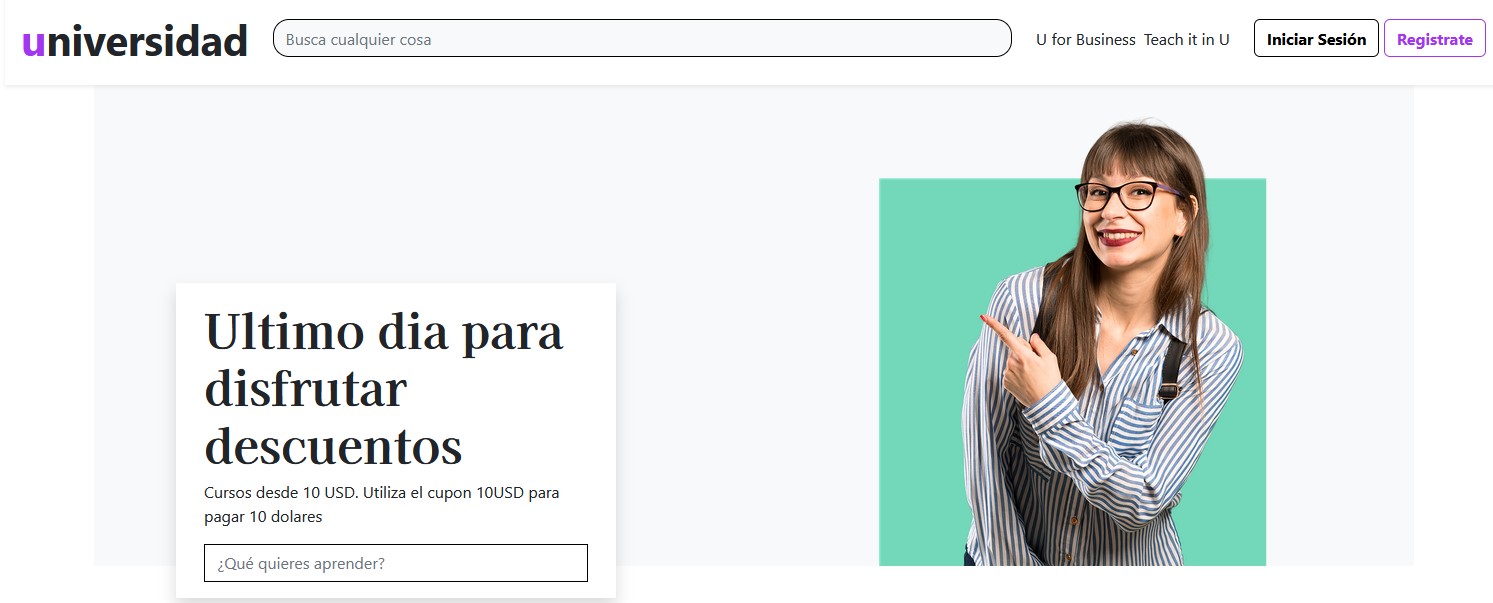 universidad
Busca cualquier cosa
U for Business
Teach it in U
Iniciar Sesión
Registrate
Ultimo dia para
disfrutar
descuentos
Cursos desde 10 USD. Utiliza el cupon 10USD para
pagar 10 dolares
¿Qué quieres aprender?